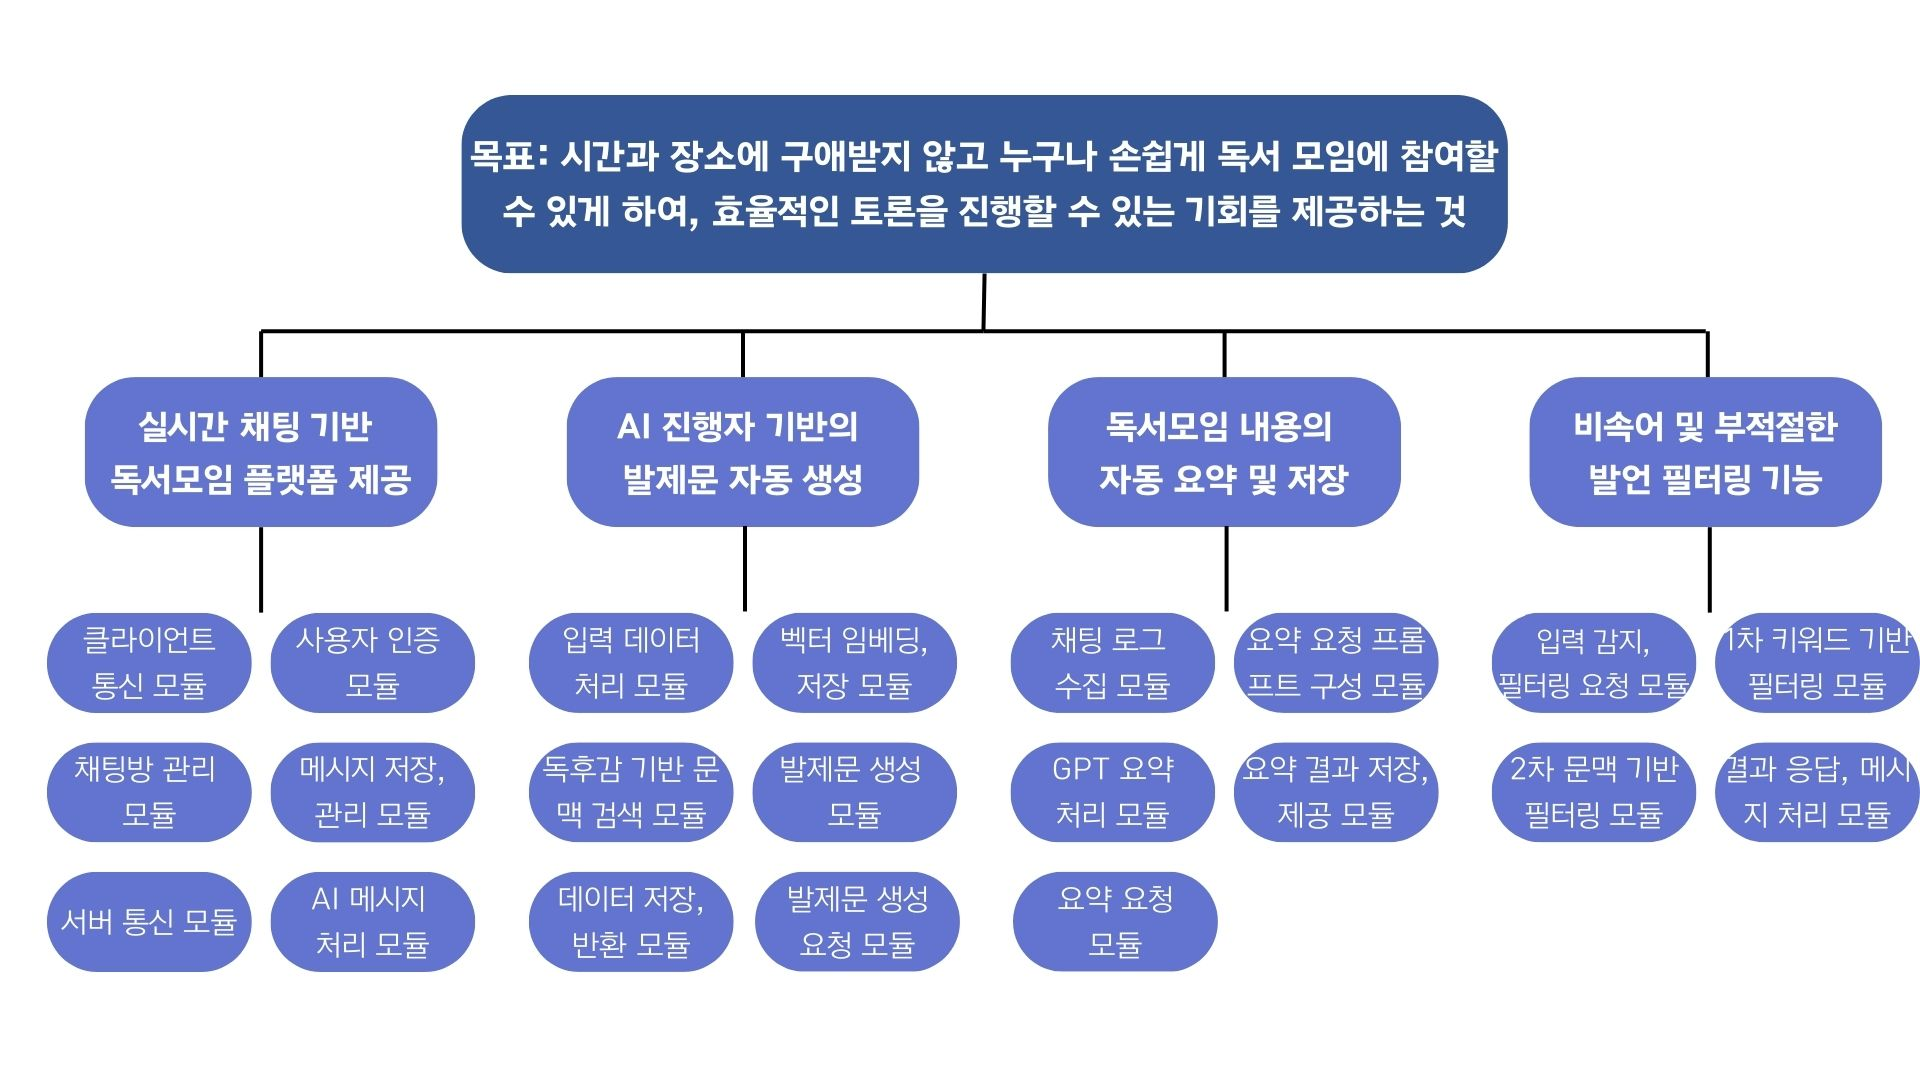 목표: 시간과 장소에 구애받지 않고 누구나 손쉽게 독서 모임에 참여할
수 있게 하여, 효율적인 토론을 진행할 수 있는 기회를 제공하는 것
실시간 채팅 기반
독서모임 플랫폼 제공
AI 진행자 기반의
발제문 자동 생성
독서모임 내용의
자동 요약 및 저장
비속어 및 부적절한
발언 필터링 기능
클라이언트
통신 모듈
사용자 인증
모듈
입력 데이터
처리 모듈
벡터 임베딩,
저장 모듈
채팅 로그
수집 모듈
요약 요청 프롬
프트 구성 모듈
입력 감지,
필터링 요청 모듈
1차 키워드 기반
필터링 모듈
채팅방 관리
모듈
메시지 저장,
관리 모듈
독후감 기반 문
맥 검색 모듈
발제문 생성
모듈
GPT 요약
처리 모듈
요약 결과 저장,
제공 모듈
2차 문맥 기반
필터링 모듈
결과 응답, 메시
지 처리 모듈
서버 통신 모듈
AI 메시지
처리 모듈
데이터 저장,
반환 모듈
발제문 생성
요청 모듈
요약 요청
모듈